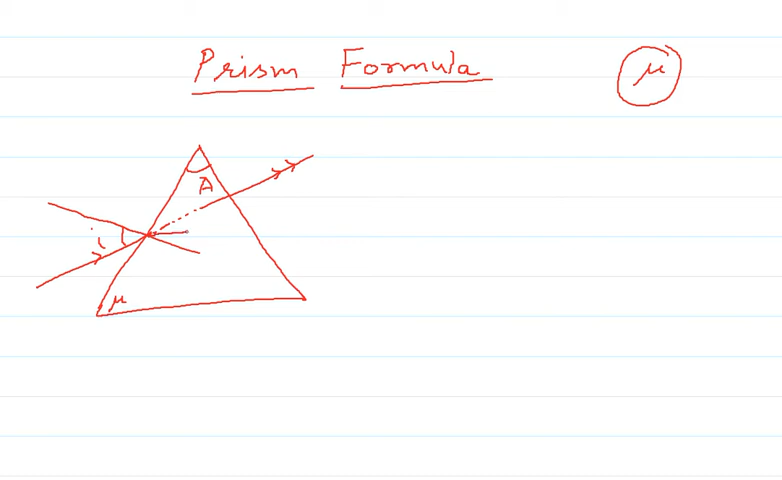 Prism Formula
μ
A
i
μ